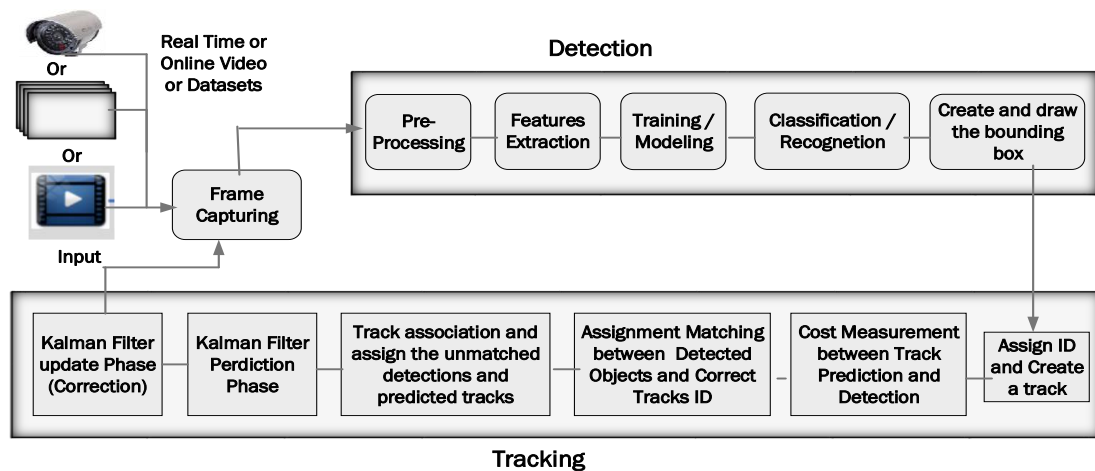 Real Time or
Online Video
or Datasets
Or
Or
Input
Frame
Capturing
Detection
Pre-
Processing
Features
Extraction
Training /
Modeling
Classification /
Recognetion
Create and draw
the bounding
box
Kalman Filter
update Phase
(Correction)
Kalman Filter
Perdiction
Phase
Track association and
assign the unmatched
detections and
predicted tracks
Assignment Matching
between Detected
Objects and Correct
Tracks ID
Cost Measurement
between Track
Prediction and
Detection
Assign ID
and Create
a track
Tracking